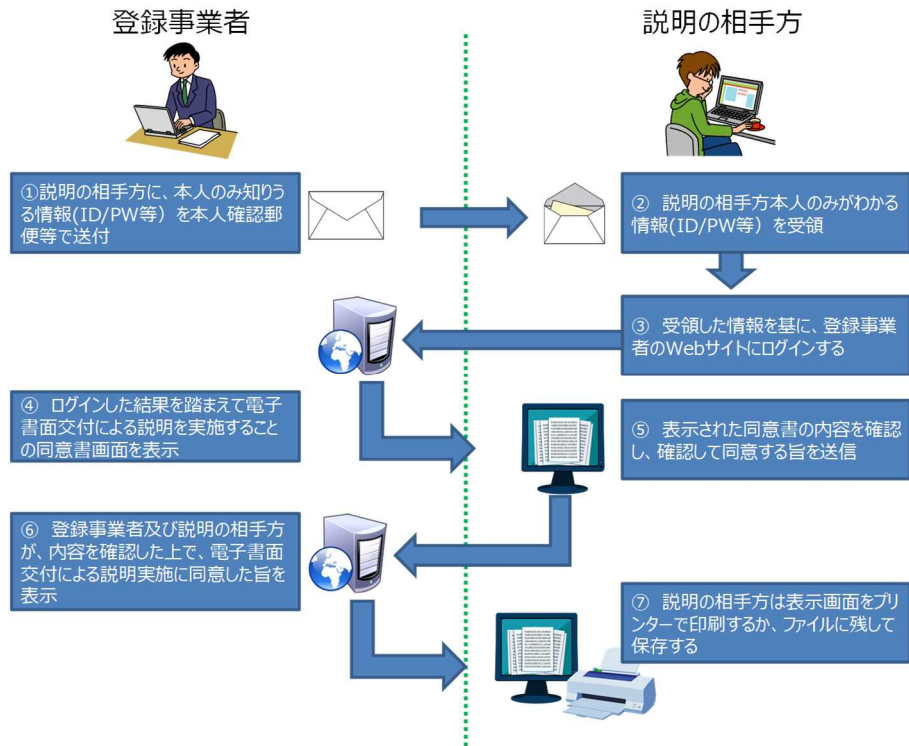 登録事業者
説明の相手方
①説明の相手方に、本人のみ知りう
る情報(ID/PW等）を本人確認郵
便等で送付
② 説明の相手方本人のみがわかる
情報(ID/PW等）を受領
③ 受領した情報を基に、登録事業
者のWebサイトにログインする
④ ログインした結果を踏まえて電子
書面交付による説明を実施すること
の同意書画面を表示
⑤ 表示された同意書の内容を確認
し、確認して同意する旨を送信
⑥ 登録事業者及び説明の相手方
が、内容を確認した上で、電子書面
交付による説明実施に同意した旨を
表示
⑦ 説明の相手方は表示画面をプリ
ンターで印刷するか、ファイルに残して
保存する